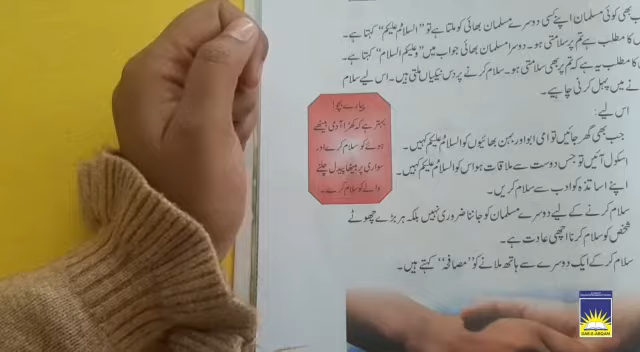 جب بھی کوئی مسلمان اپنے کسی دوسرے مسلمان بھائی کو ملتا ہے تو "السلام علیکم" کہتا ہے۔
کا مطلب ہے تم پر سلامتی ہو۔ دوسرا مسلمان بھائی جواب میں "وعلیکم السلام" کہتا ہے۔
کا مطلب یہ ہے کہ تم پر بھی سلامتی ہو۔ سلام کرنے پر دس نیکیاں ملتی ہیں۔ اس لیے سلام
نے میں پہل کرنی چاہیے۔
اس لیے:
جب بھی گھر جائیں تو امی ابو اور بہن بھائیوں کو السلام علیکم کہیں۔
اسکول آئیں تو جس دوست سے ملاقات ہو اس کو السلام علیکم کہیں۔
اپنے اساتذہ کو ادب سے سلام کریں۔
سلام کرنے کے لیے دوسرے مسلمان کو جاننا ضروری نہیں بلکہ ہر بڑے چھوٹے
شخص کو سلام کرنا اچھی عادت ہے۔
سلام کر کے ایک دوسرے سے ہاتھ ملانے کو "مصافحہ" کہتے ہیں۔
پیارے بچو!
بہتر ہے کہ کھڑا آدمی بیٹھے
ہوئے کو سلام کرے اور
سواری پر بیٹھا پیدل چلنے
والے کو سلام کرے۔
DAR-E-ARQAM